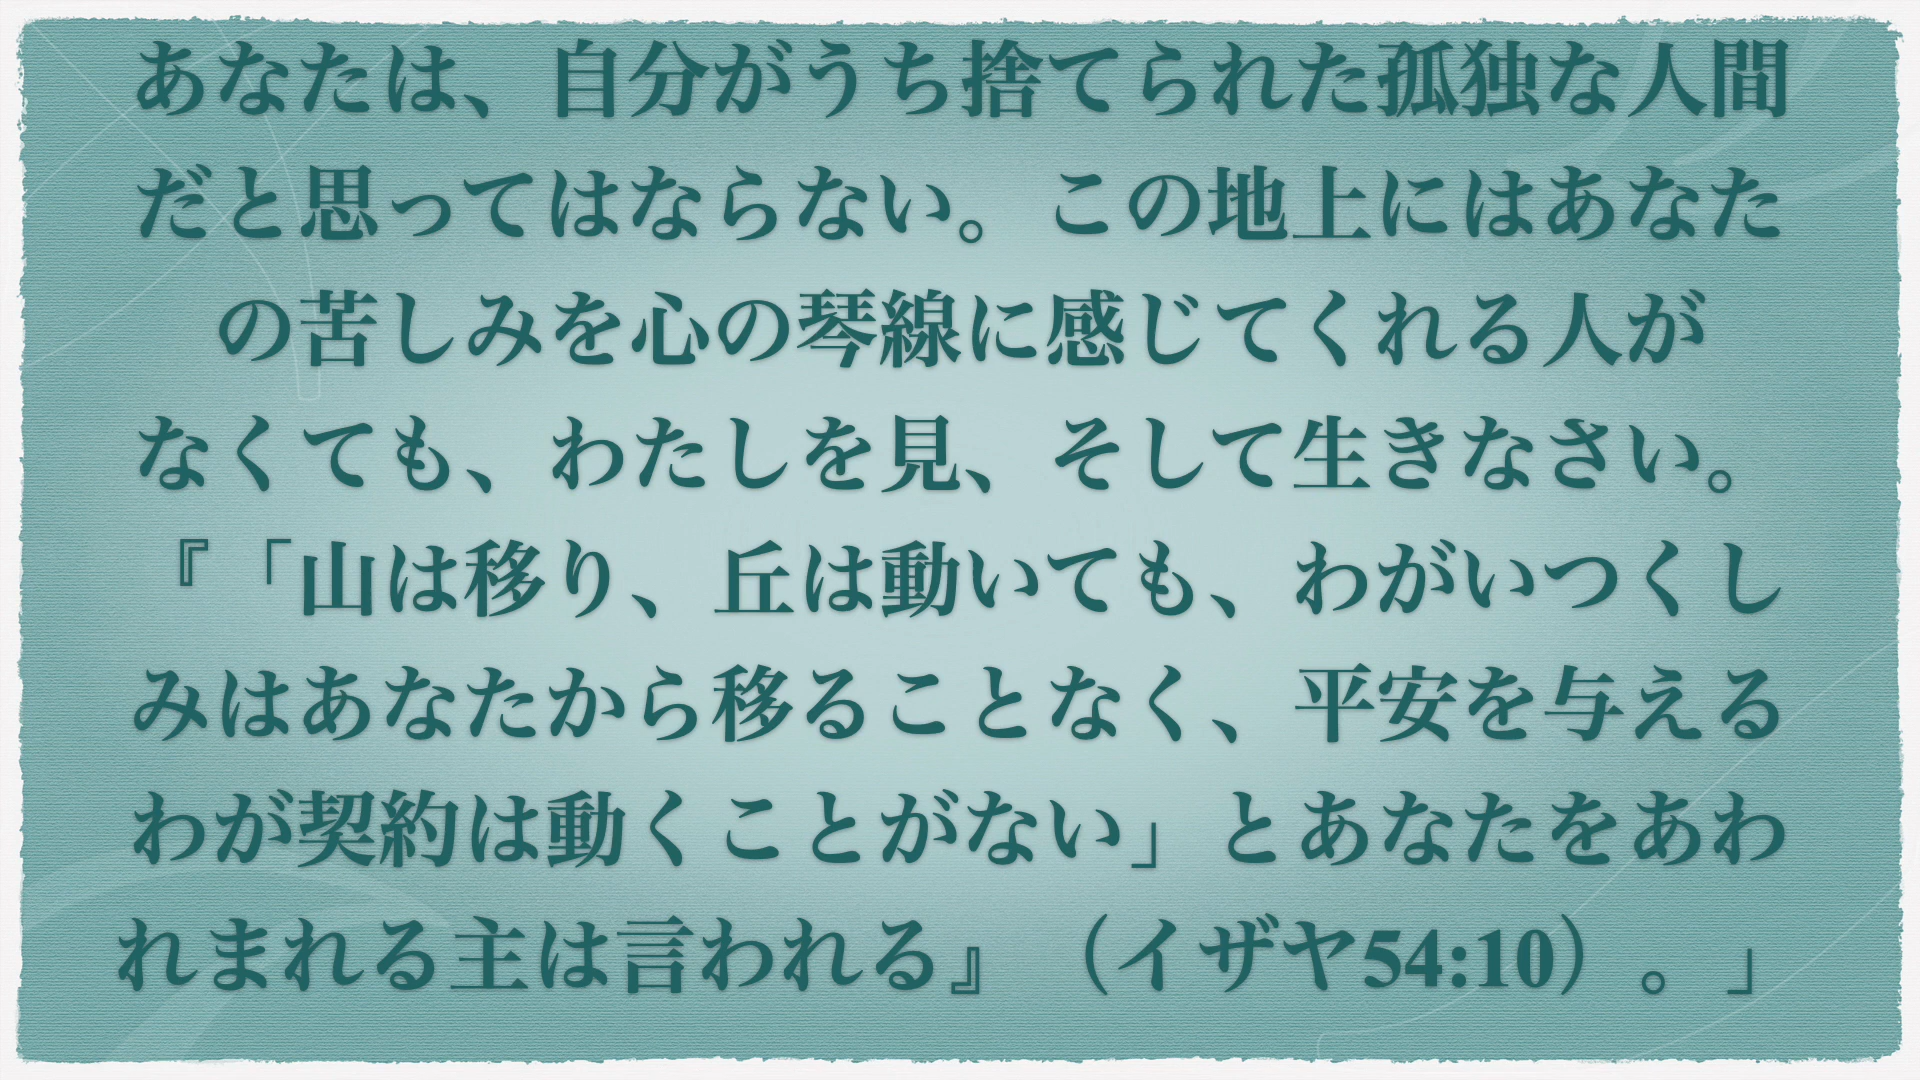 あなたは、自分がうち捨てられた孤独な人間
だと思ってはならない。この地上にはあなた
の苦しみを心の琴線に感じてくれる人が
なくても、わたしを見、そして生きなさい。
『「山は移り、丘は動いても、わがいつくし
みはあなたから移ることなく、平安を与える
わが契約は動くことがない」とあなたをあわ
れまれる主は言われる』（イザヤ54:10）。」